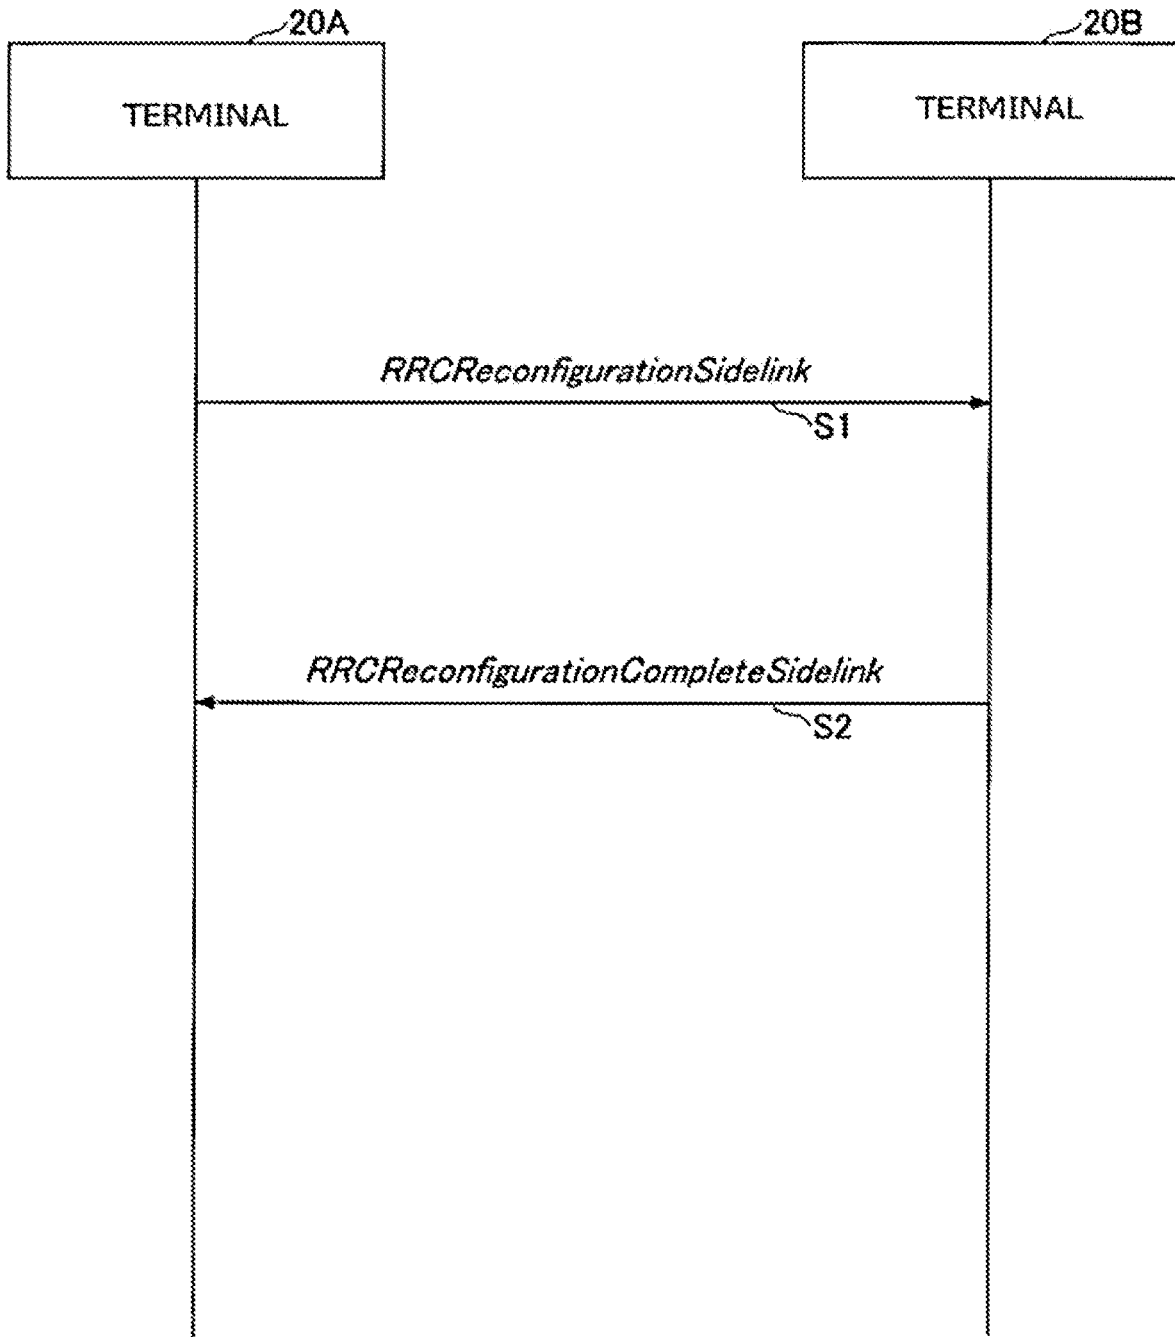 20A
20B
TERMINAL
TERMINAL
RRCReconfigurationSidelink
S1
RRCReconfigurationCompleteSidelink
S2